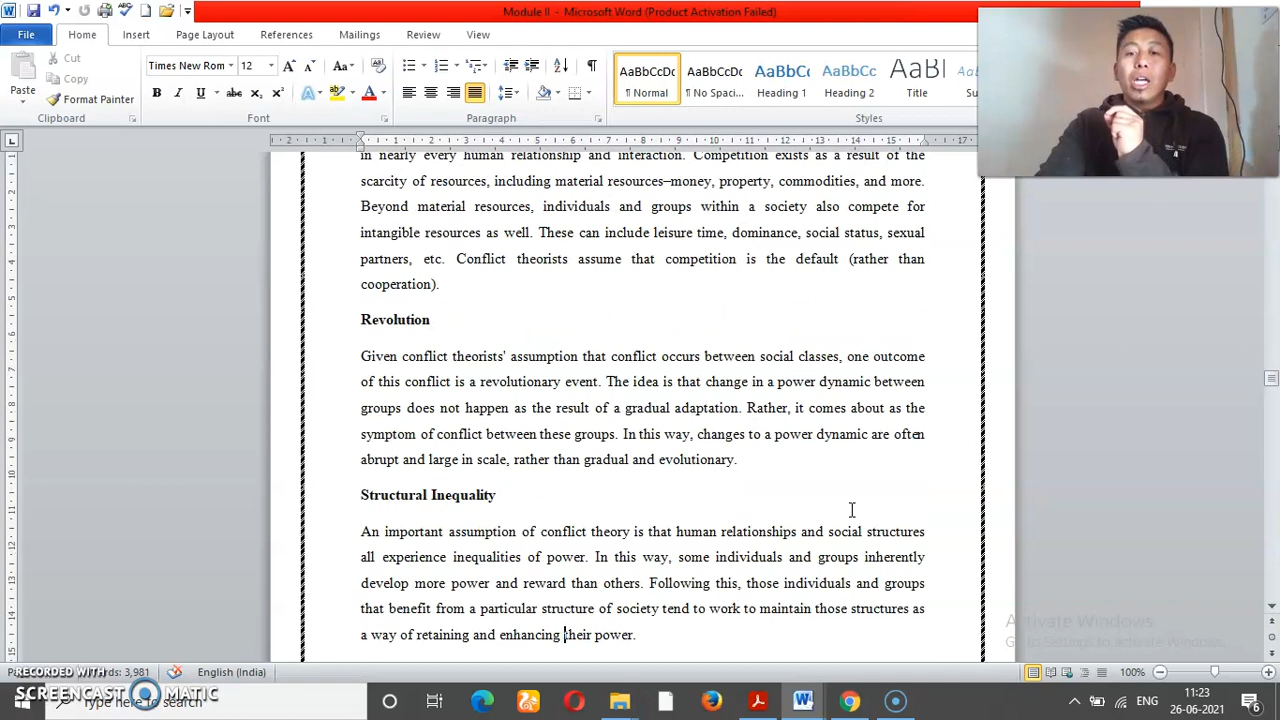 Module II - Microsoft Word (Product Activation Failed)
File Home Insert Page Layout References Mailings Review View
Cut
Copy
Paste
Format Painter
Times New Rom 12
AaBbCcDc AaBbCcDc AaBbCc AaBbCc AaBl
¶ Normal ¶ No Spaci... Heading 1 Heading 2 Title
Clipboard Font Paragraph Styles
in nearly every human relationship and interaction. Competition exists as a result of the
scarcity of resources, including material resources–money, property, commodities, and more.
Beyond material resources, individuals and groups within a society also compete for
intangible resources as well. These can include leisure time, dominance, social status, sexual
partners, etc. Conflict theorists assume that competition is the default (rather than
cooperation).
Revolution
Given conflict theorists' assumption that conflict occurs between social classes, one outcome
of this conflict is a revolutionary event. The idea is that change in a power dynamic between
groups does not happen as the result of a gradual adaptation. Rather, it comes about as the
symptom of conflict between these groups. In this way, changes to a power dynamic are often
abrupt and large in scale, rather than gradual and evolutionary.
Structural Inequality
An important assumption of conflict theory is that human relationships and social structures
all experience inequalities of power. In this way, some individuals and groups inherently
develop more power and reward than others. Following this, those individuals and groups
that benefit from a particular structure of society tend to work to maintain those structures as
a way of retaining and enhancing their power.
Activate Windows
Go to Settings to activate Windows.
RECORDED WITH
SCREENCAST MATIC
3,981 English (India) 100%
Type here to search
ENG 11:23
26-06-2021
6